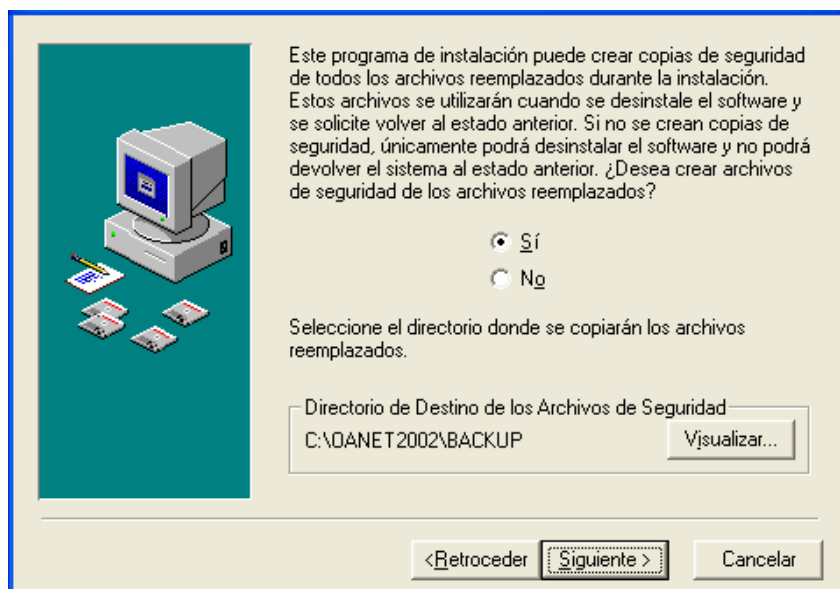 Este programa de instalación puede crear copias de seguridad
de todos los archivos reemplazados durante la instalación.
Estos archivos se utilizarán cuando se desinstale el software y
se solicite volver al estado anterior. Si no se crean copias de
seguridad, únicamente podrá desinstalar el software y no podrá
devolver el sistema al estado anterior. ¿Desea crear archivos
de seguridad de los archivos reemplazados?
Sí
No
Seleccione el directorio donde se copiarán los archivos
reemplazados.
Directorio de Destino de los Archivos de Seguridad
C:\OANET2002\BACKUP
Visualizar...
<Retroceder
Siguiente >
Cancelar